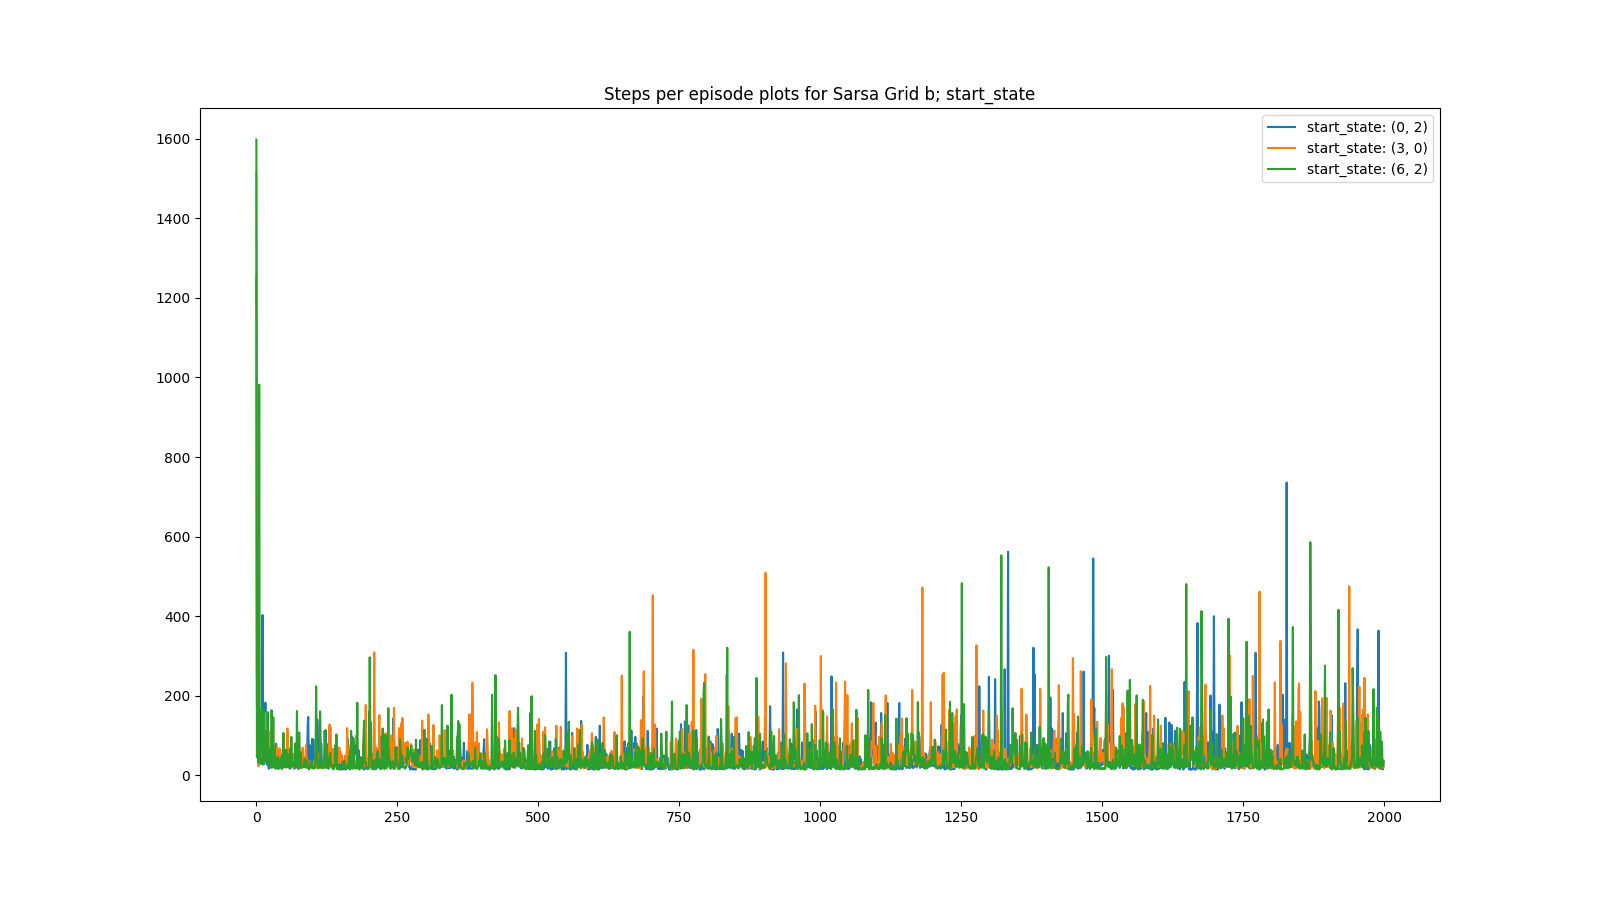 Steps per episode plots for Sarsa Grid b; start_state
start_state: (0, 2)
start_state: (3, 0)
start_state: (6, 2)
1600
1400
1200
1000
800
600
400
200
0
0 250 500 750 1000 1250 1500 1750 2000